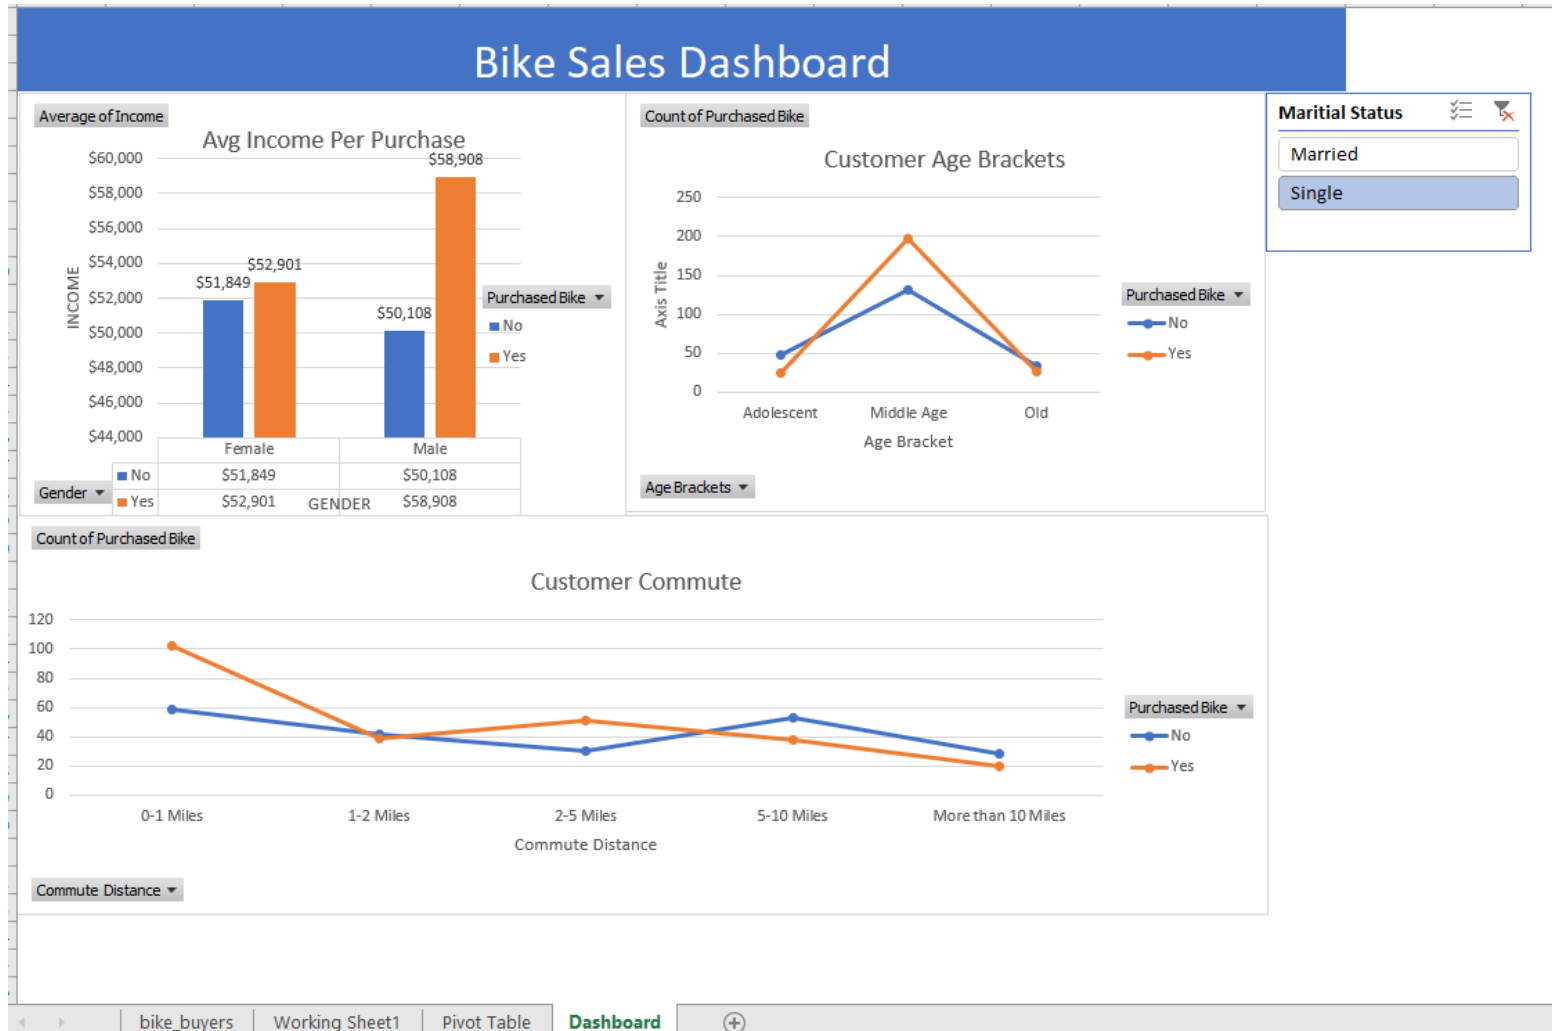 Bike Sales Dashboard
Average of Income
Avg Income Per Purchase
$60,000
$58,000
$56,000
$54,000
$52,000
$50,000
$48,000
$46,000
$44,000
INCOME
$51,849
$52,901
$50,108
$58,908
Purchased Bike
No
Yes
Female Male
No $51,849 $50,108
Yes $52,901 $58,908
GENDER
Gender
Count of Purchased Bike
Customer Age Brackets
250
200
150
100
50
0
Axis Title
Adolescent Middle Age Old
Age Bracket
Purchased Bike
No
Yes
Age Brackets
Maritial Status
Married
Single
Count of Purchased Bike
Customer Commute
120
100
80
60
40
20
0
0-1 Miles 1-2 Miles 2-5 Miles 5-10 Miles More than 10 Miles
Commute Distance
Purchased Bike
No
Yes
Commute Distance
bike_buyers Working Sheet1 Pivot Table Dashboard